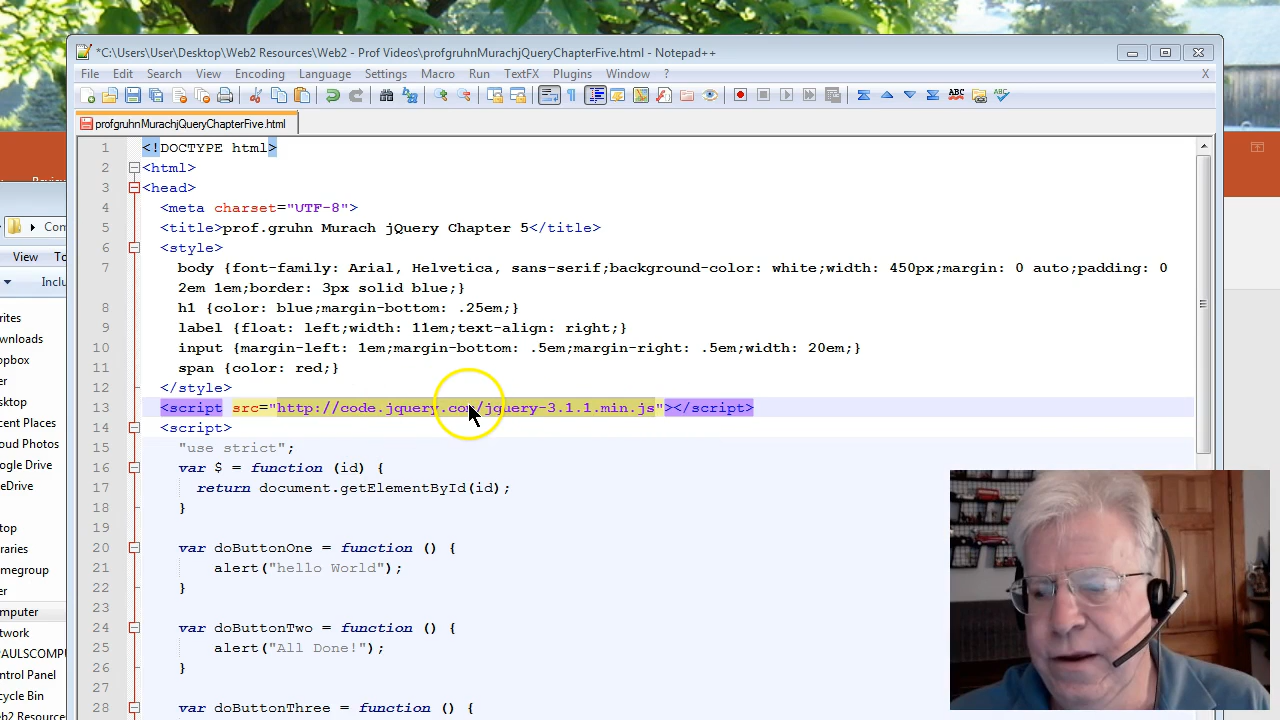 *C:\Users\User\Desktop\Web2 Resources\Web2 - Prof Videos\profgruhnMurachjQueryChapterFive.html - Notepad++
File Edit Search View Encoding Language Settings Macro Run TextFX Plugins Window ? X
profgruhnMurachjQueryChapterFive.html
1 <!DOCTYPE html>
2 <html>
3 <head>
4 <meta charset="UTF-8">
5 <title>prof.gruhn Murach jQuery Chapter 5</title>
6 <style>
7 body {font-family: Arial, Helvetica, sans-serif;background-color: white;width: 450px;margin: 0 auto;padding: 0
2em 1em;border: 3px solid blue;}
8 h1 {color: blue;margin-bottom: .25em;}
9 label {float: left;width: 11em;text-align: right;}
10 input {margin-left: 1em;margin-bottom: .5em;margin-right: .5em;width: 20em;}
11 span {color: red;}
12 </style>
13 <script src="http://code.jquery.com/jquery-3.1.1.min.js"></script>
14 <script>
15 "use strict";
16 var $ = function (id) {
17 return document.getElementById(id);
18 }
19
20 var doButtonOne = function () {
21 alert("hello World");
22 }
23
24 var doButtonTwo = function () {
25 alert("All Done!");
26 }
27
28 var doButtonThree = function () {
Com
View To
Inclu
rites
ownloads
opbox
er
sktop
cent Places
oud Photos
ogle Drive
eDrive
top
raries
megroup
er
mputer
twork
AULSCOMPU
ntrol Panel
cycle Bin
eb2 Resource